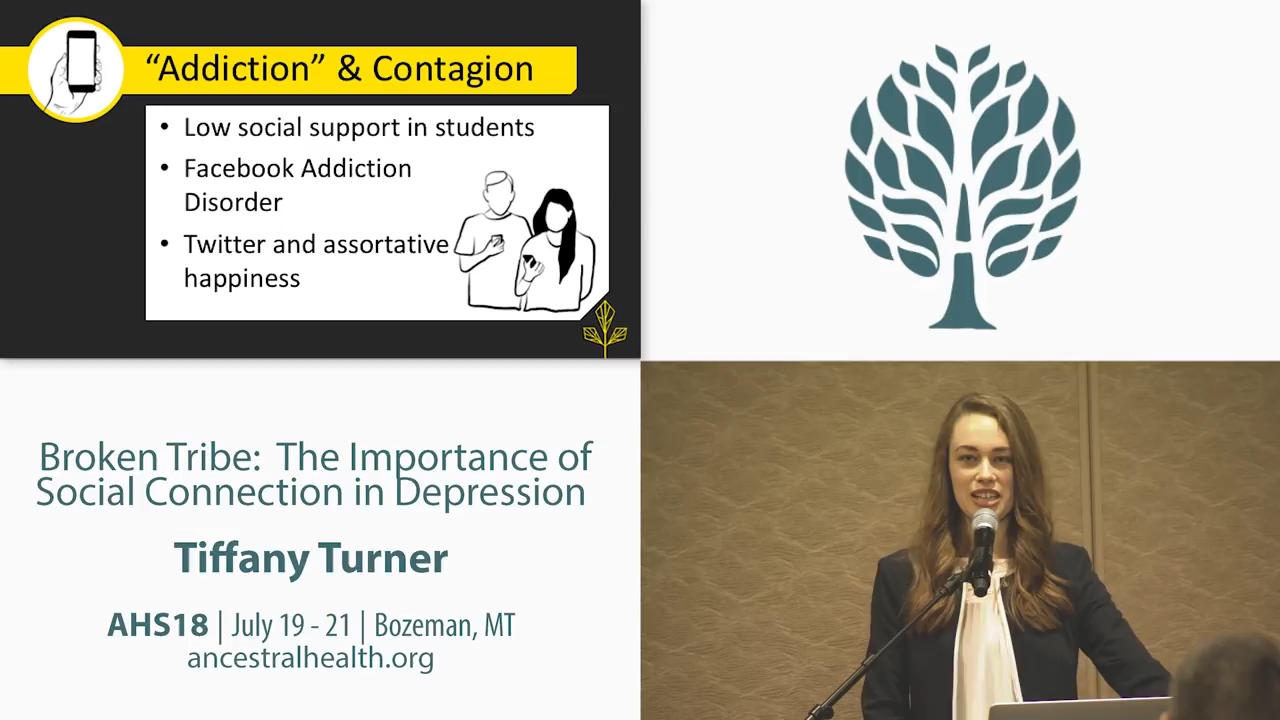 “Addiction” & Contagion
• Low social support in students
• Facebook Addiction
Disorder
• Twitter and assortative
happiness
Broken Tribe: The Importance of
Social Connection in Depression
Tiffany Turner
AHS18 | July 19 - 21 | Bozeman, MT
ancestralhealth.org